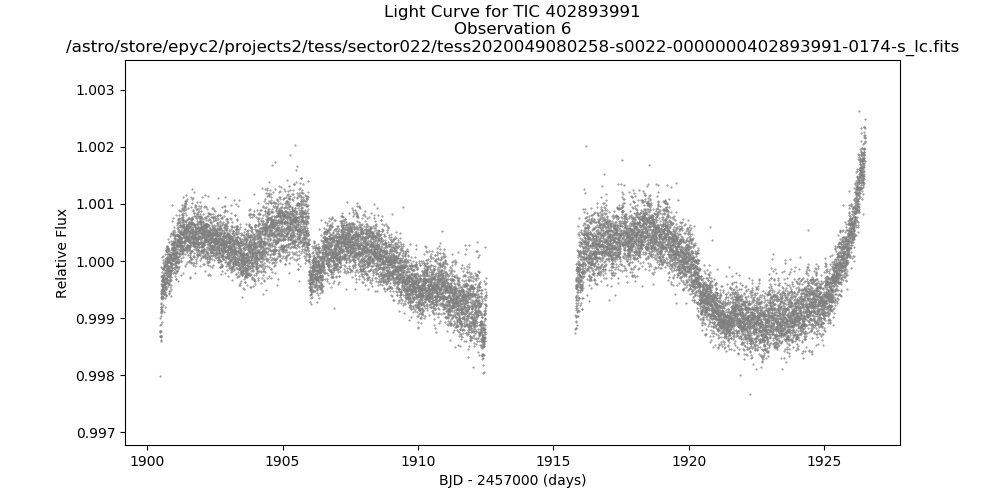 Light Curve for TIC 402893991
Observation 6
/astro/store/epyc2/projects2/tess/sector022/tess2020049080258-s0022-0000000402893991-0174-s_lc.fits
1.003
1.002
1.001
1.000
0.999
0.998
0.997
Relative Flux
1900
1905
1910
1915
1920
1925
BJD - 2457000 (days)